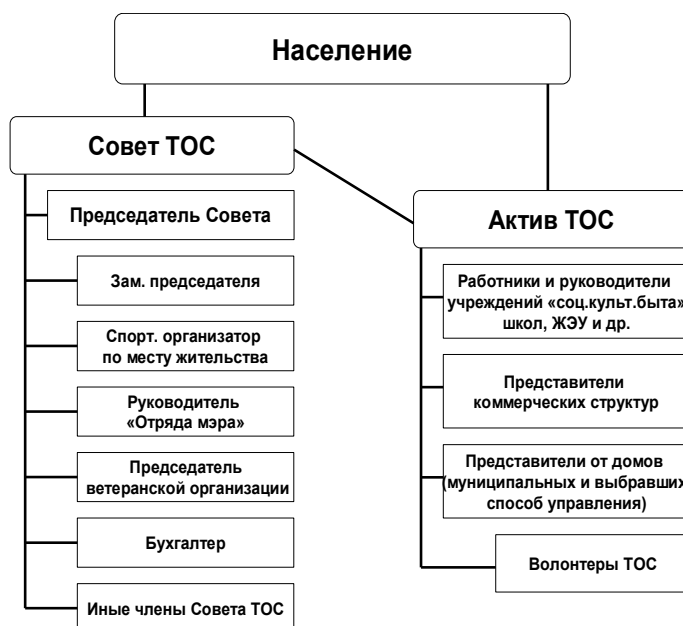 Население
Совет ТОС
Председатель Совета
Зам. председателя
Спорт. организатор
по месту жительства
Руководитель
«Отряда мэра»
Председатель
ветеранской организации
Бухгалтер
Иные члены Совета ТОС
Актив ТОС
Работники и руководители
учреждений «соц.культ.быта»
школ, ЖЭУ и др.
Представители
коммерческих структур
Представители от домов
(муниципальных и выбравших
способ управления)
Волонтеры ТОС